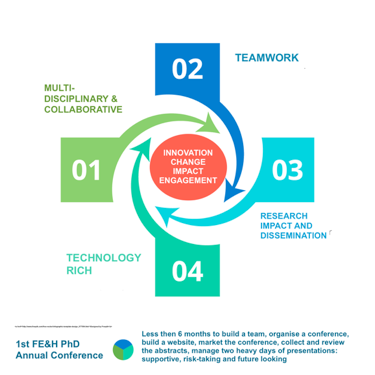 02
TEAMWORK
MULTI-
DISCIPLINARY &
COLLABORATIVE
01
INNOVATION
CHANGE
IMPACT
ENGAGEMENT
03
RESEARCH
IMPACT AND
DISSEMINATION
TECHNOLOGY
RICH
04
1st FE&H PhD
Annual Conference
Less then 6 months to build a team, organise a conference,
build a website, market the conference, collect and review
the abstracts, manage two heavy days of presentations:
supportive, risk-taking and future looking